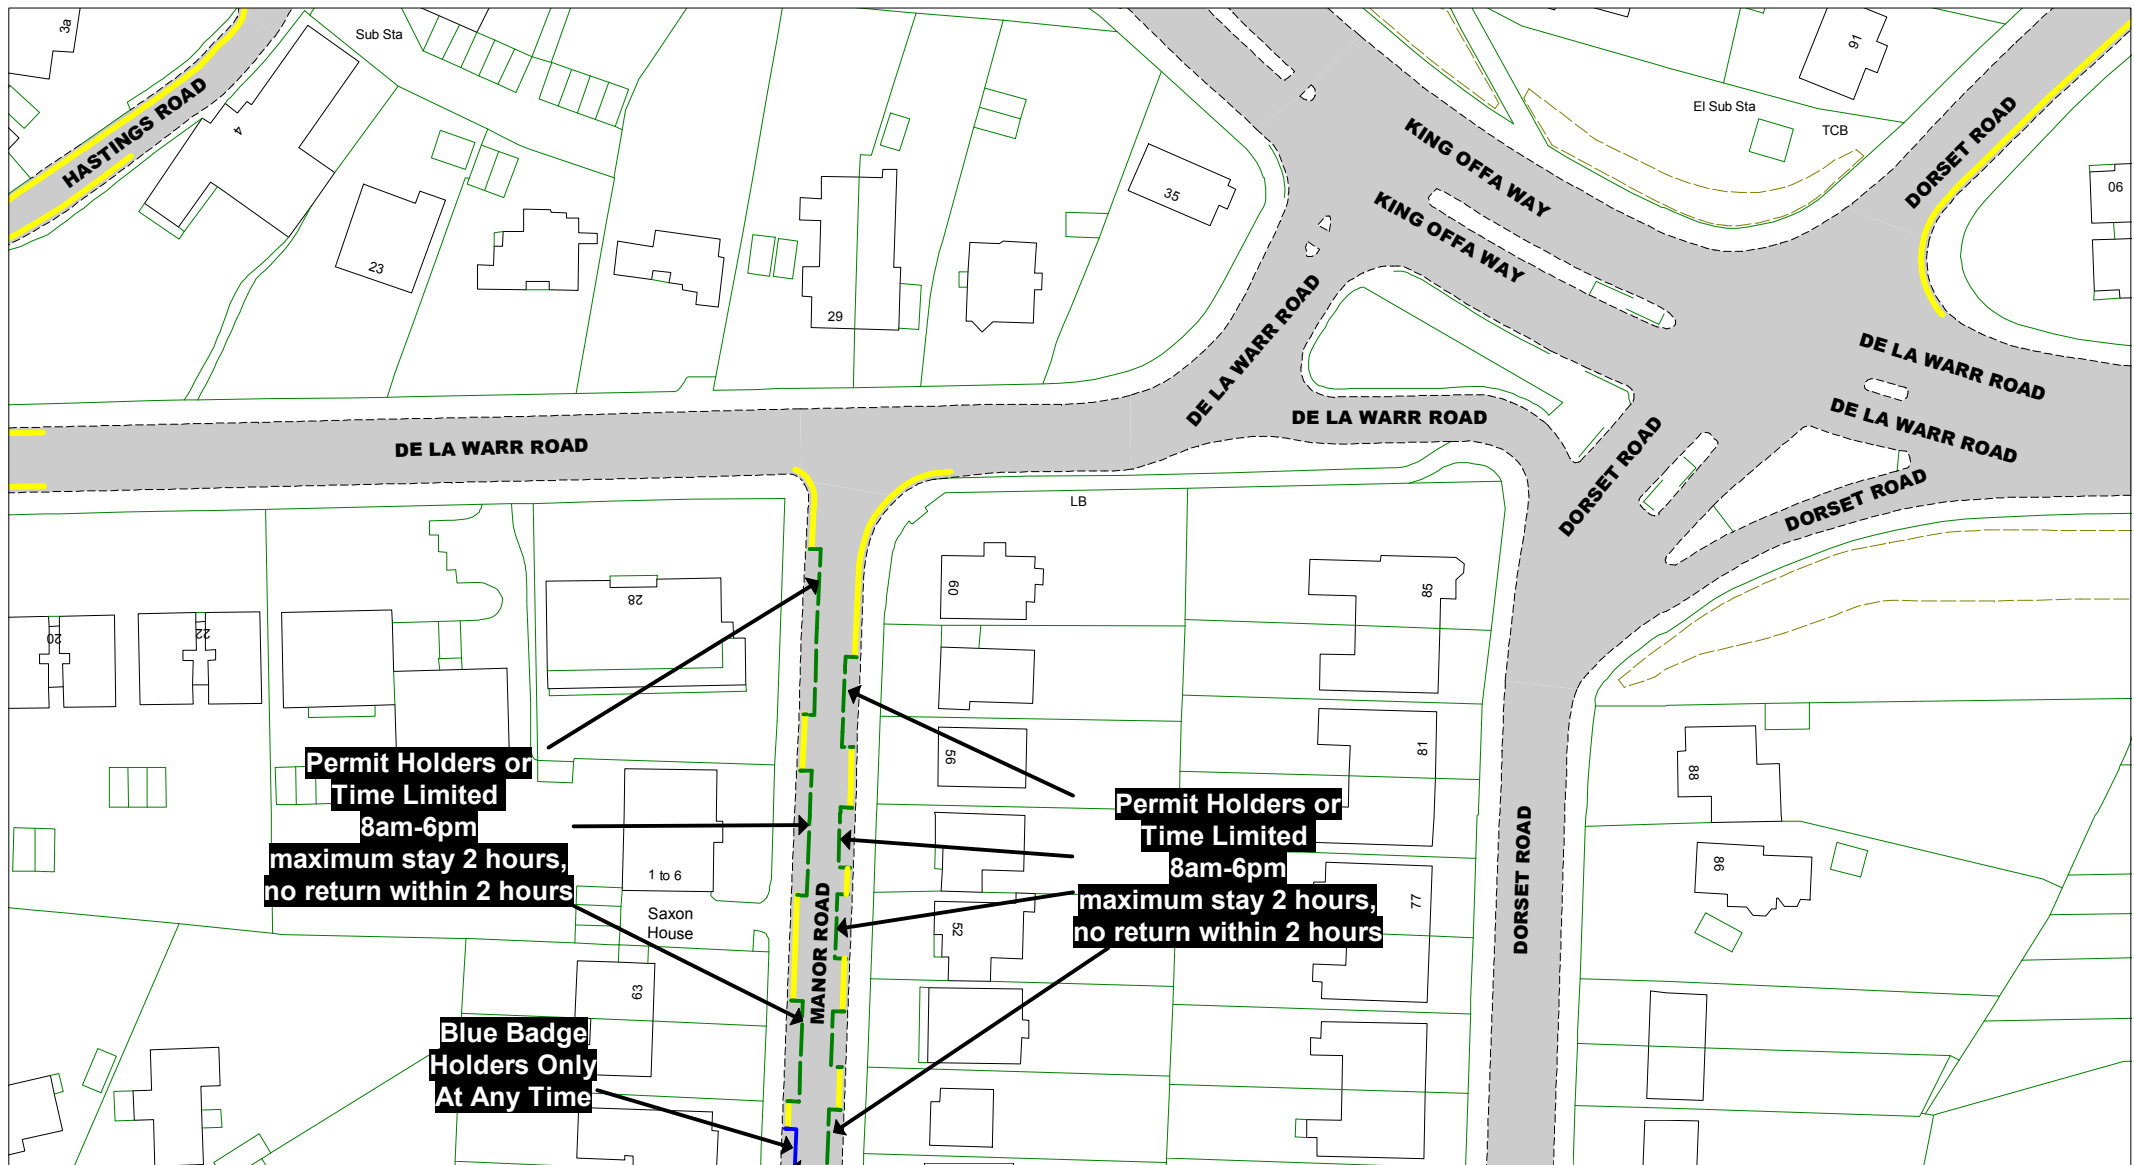 3a
Sub Sta
91
El Sub Sta
TCB
HASTINGS ROAD
4
KING OFFA WAY
DORSET ROAD
35
06
KING OFFA WAY
23
29
DE LA WARR ROAD
DE LA WARR ROAD
DE LA WARR ROAD
DE LA WARR ROAD
DE LA WARR ROAD
DE LA WARR ROAD
DORSET ROAD
DORSET ROAD
LB
28
60
85
20
22
56
81
88
Permit Holders or
Time Limited
8am-6pm
maximum stay 2 hours,
no return within 2 hours
Permit Holders or
Time Limited
8am-6pm
maximum stay 2 hours,
no return within 2 hours
1 to 6
Saxon
House
MANOR ROAD
52
77
DORSET ROAD
86
63
Blue Badge
Holders Only
At Any Time